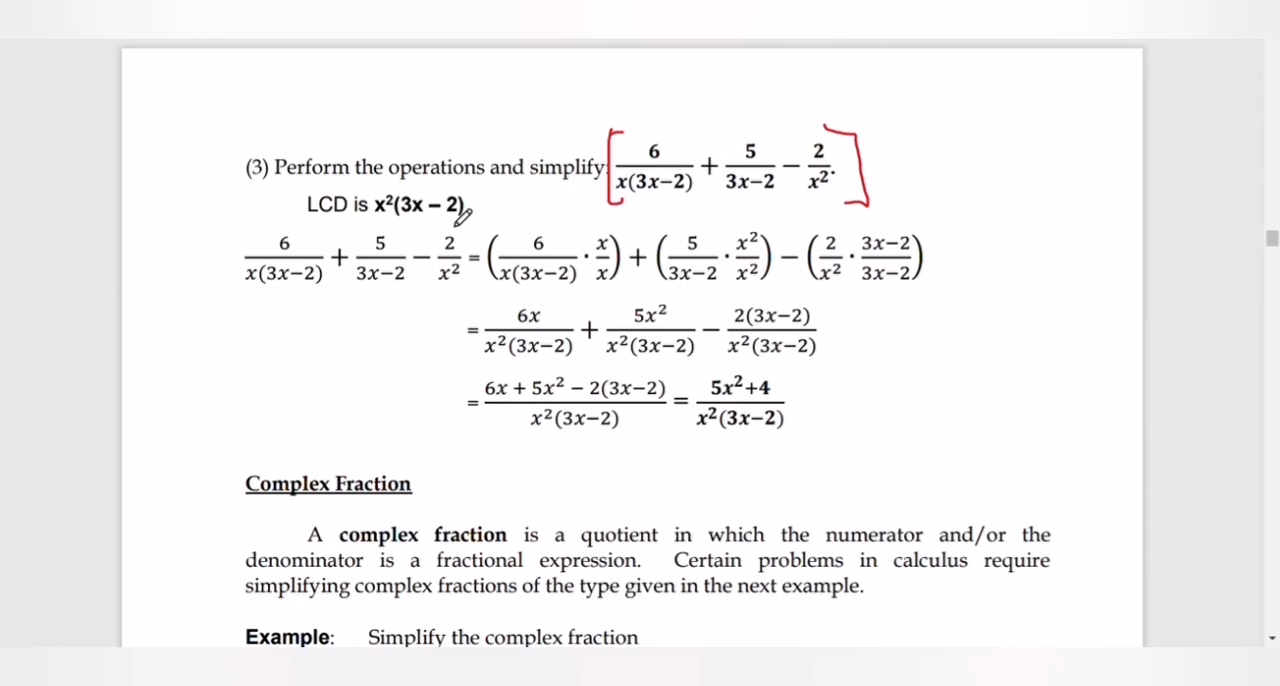 (3) Perform the operations and simplify: 6/x(3x−2) + 5/3x−2 − 2/x².
LCD is x²(3x – 2)
6/x(3x−2) + 5/3x−2 − 2/x² = (6/x(3x−2) · x/x) + (5/3x−2 · x²/x²) − (2/x² · 3x−2/3x−2)
= 6x/x²(3x−2) + 5x²/x²(3x−2) − 2(3x−2)/x²(3x−2)
= 6x + 5x² − 2(3x−2)/x²(3x−2) = 5x²+4/x²(3x−2)
Complex Fraction
A complex fraction is a quotient in which the numerator and/or the
denominator is a fractional expression. Certain problems in calculus require
simplifying complex fractions of the type given in the next example.
Example: Simplify the complex fraction